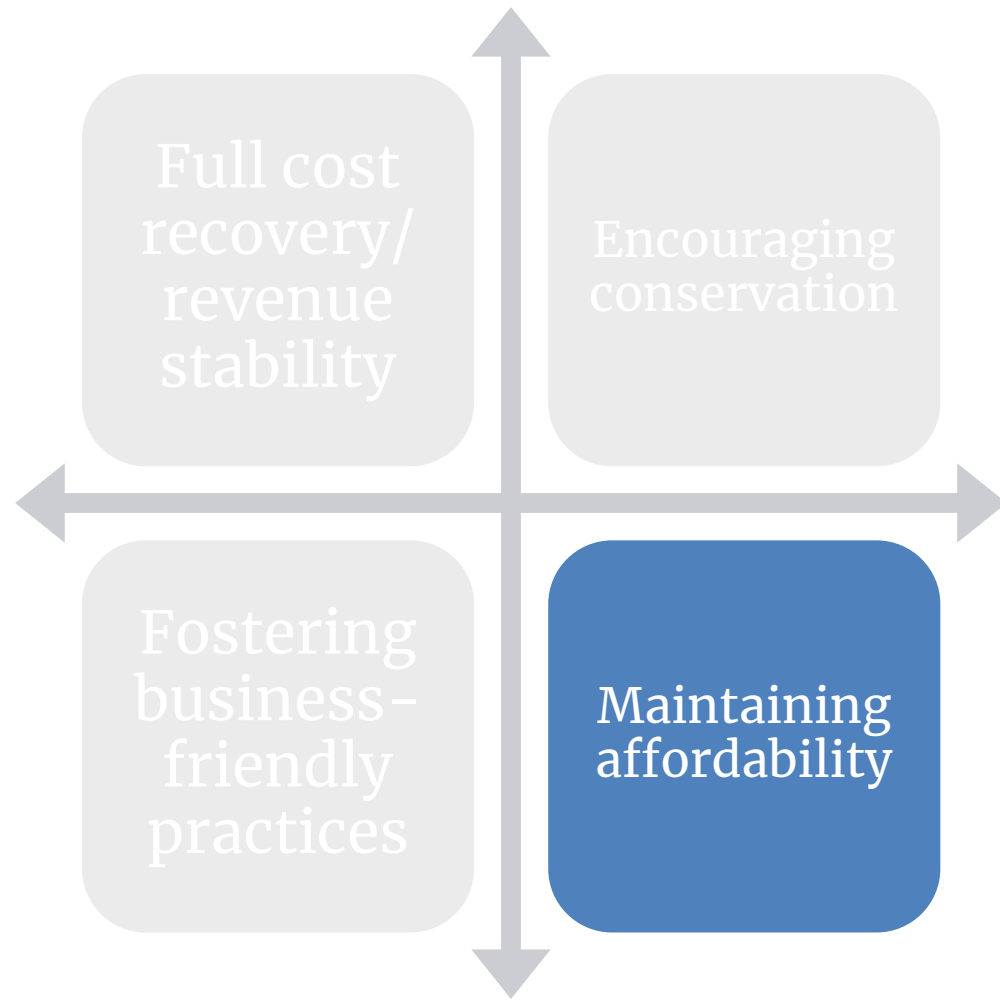 Full cost
recovery/
revenue
stability
Encouraging
conservation
Fostering
business-
friendly
practices
Maintaining
affordability